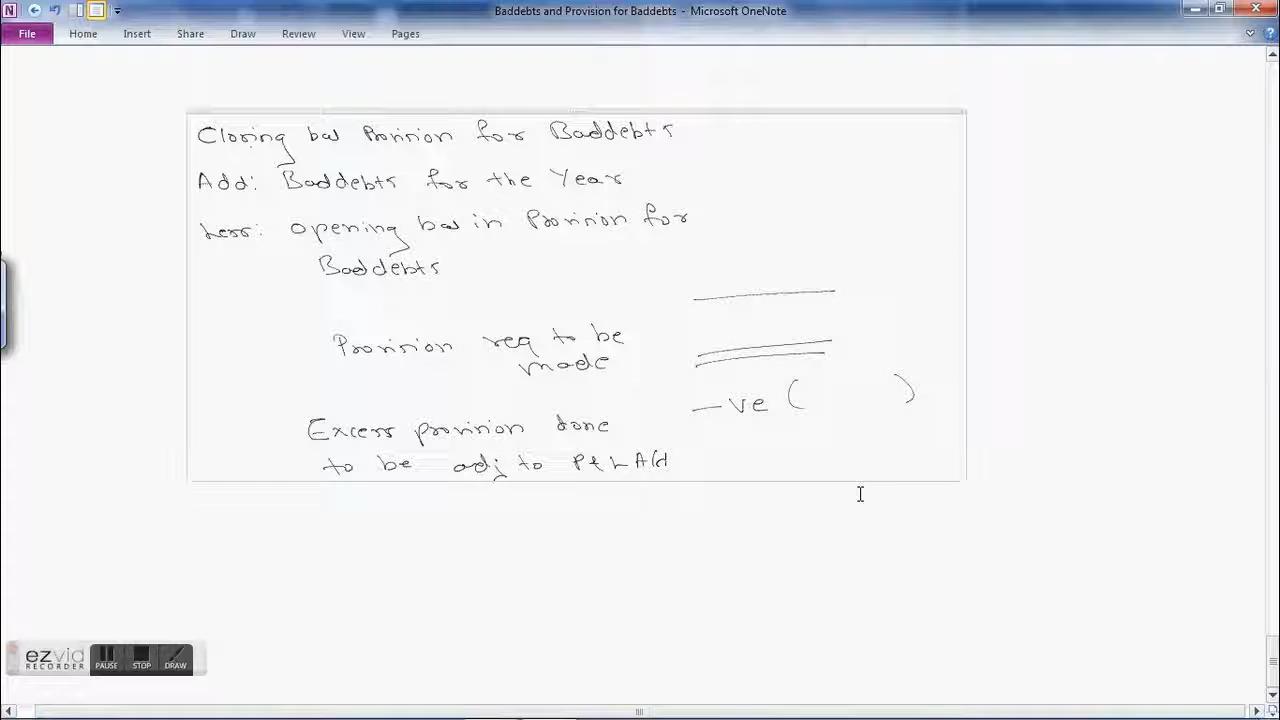 Baddebts and Provision for Baddebts - Microsoft OneNote
File Home Insert Share Draw Review View Pages
Closing bal Provision for Baddebts
Add: Baddebts for the Year
Less: Opening bal in Provision for
Baddebts
Provision req to be
made
-ve ( )
Excess provision done
to be adj to P&L A/c
ezvid
RECORDER
PAUSE STOP DRAW